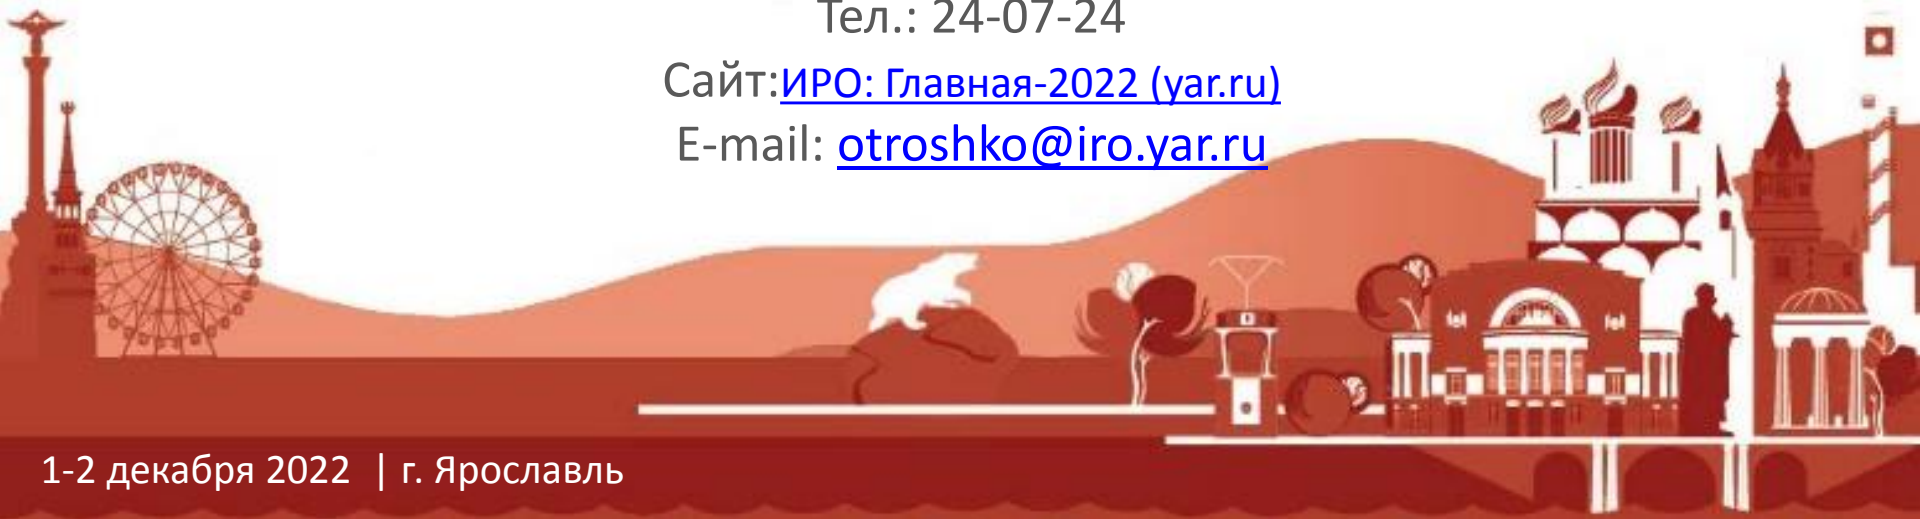 Тел.: 24-07-24
Сайт:ИРО: Главная-2022 (yar.ru)
E-mail: otroshko@iro.yar.ru
1-2 декабря 2022 | г. Ярославль